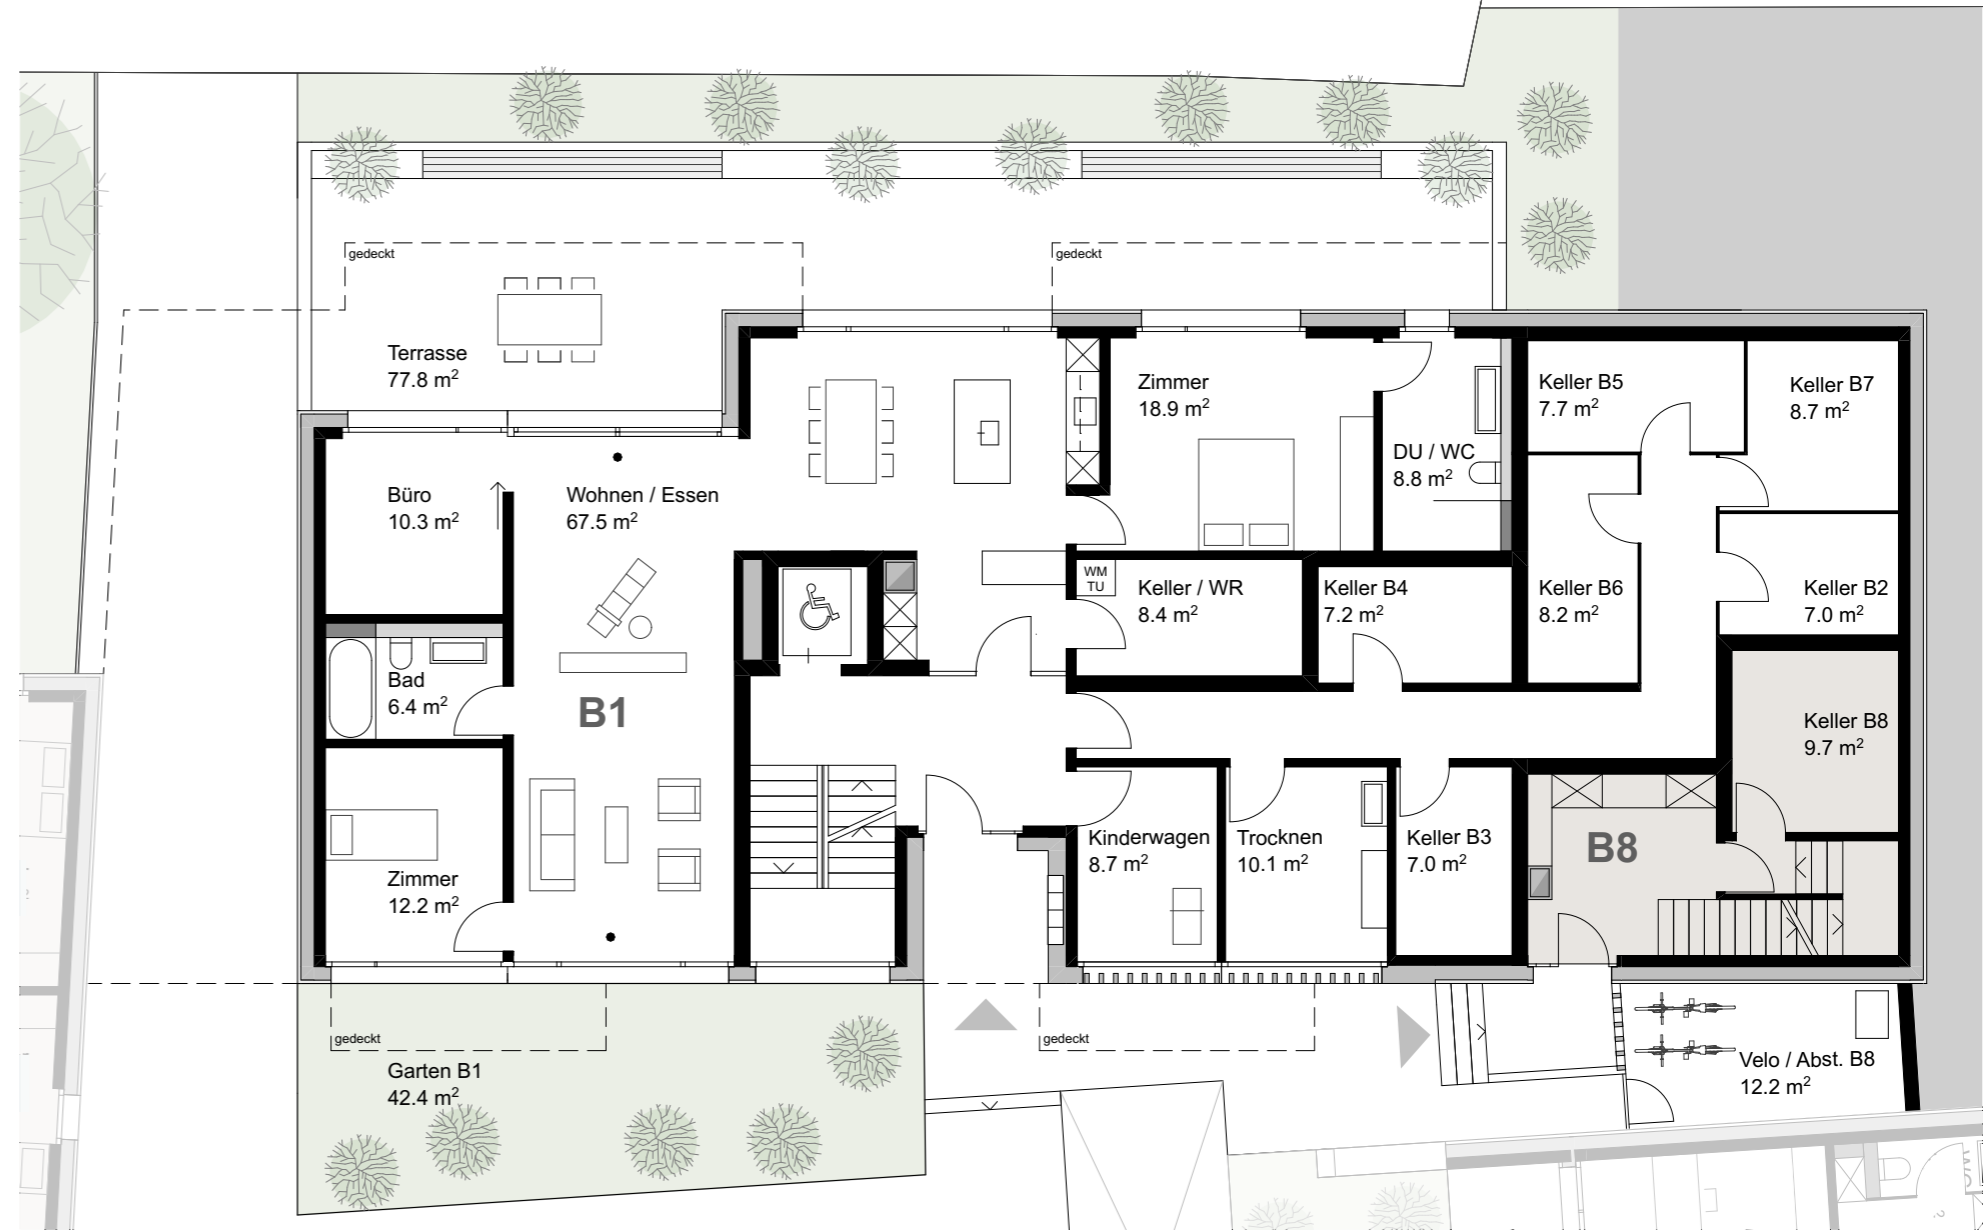 gedeckt
gedeckt
Terrasse
77.8 m²
Zimmer
18.9 m²
Keller B5
7.7 m²
Keller B7
8.7 m²
DU / WC
8.8 m²
Büro
10.3 m²
Wohnen / Essen
67.5 m²
WM
TU
Keller / WR
8.4 m²
Keller B4
7.2 m²
Keller B6
8.2 m²
Keller B2
7.0 m²
Bad
6.4 m²
B1
Keller B8
9.7 m²
Kinderwagen
8.7 m²
Trocknen
10.1 m²
Keller B3
7.0 m²
B8
Zimmer
12.2 m²
gedeckt
gedeckt
Garten B1
42.4 m²
Velo / Abst. B8
12.2 m²